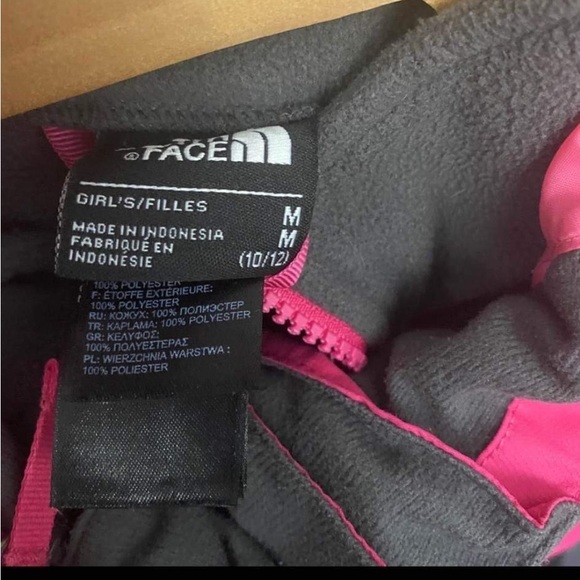 FACE
GIRL'S/FILLES M
MADE IN INDONESIA M
FABRIQUÉ EN (10/12)
INDONÉSIE
100% POLYESTER
F: ÉTOFFE EXTÉRIEURE:
100% POLYESTER
RU: КОЖУХ: 100% ПОЛИЭСТЕР
TR: KAPLAMA: 100% POLYESTER
GR: ΚΕΛΥΦΟΣ:
100% ΠΟΛΥΕΣΤΕΡΑΣ
PL: WIERZCHNIA WARSTWA :
100% POLIESTER